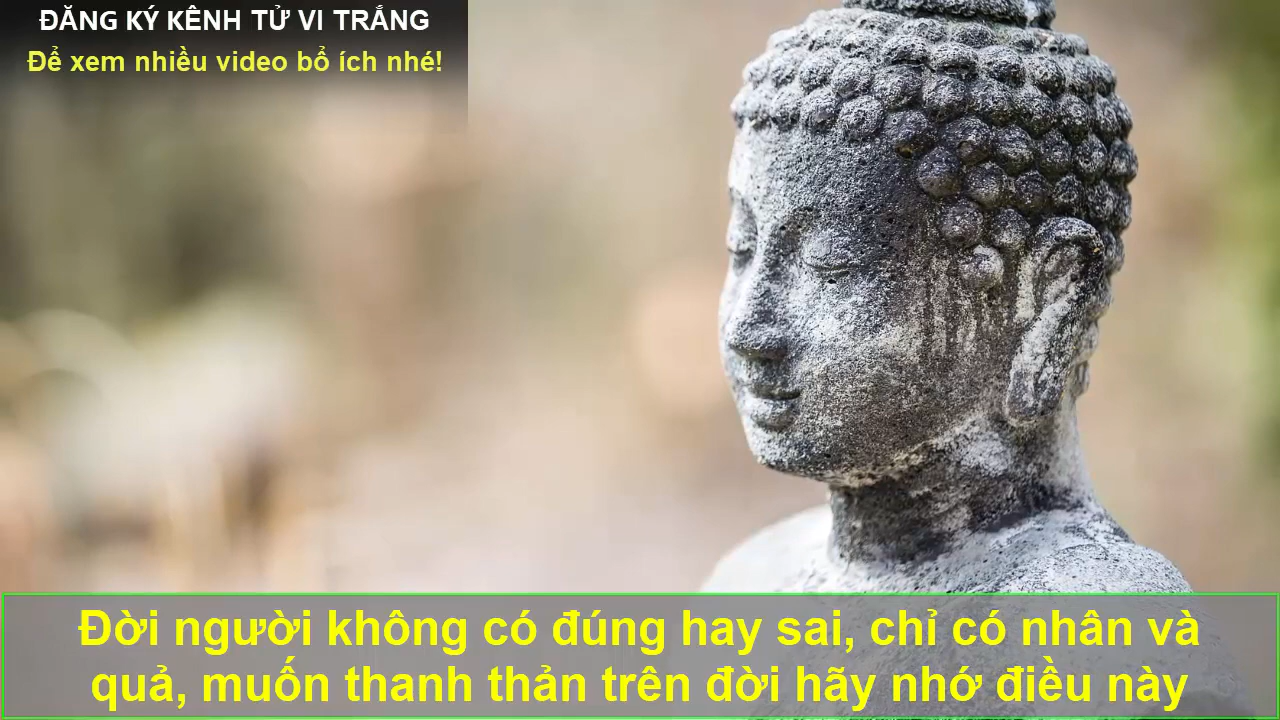 ĐĂNG KÝ KÊNH TỬ VI TRẮNG
Để xem nhiều video bổ ích nhé!
Đời người không có đúng hay sai, chỉ có nhân và
quả, muốn thanh thản trên đời hãy nhớ điều này